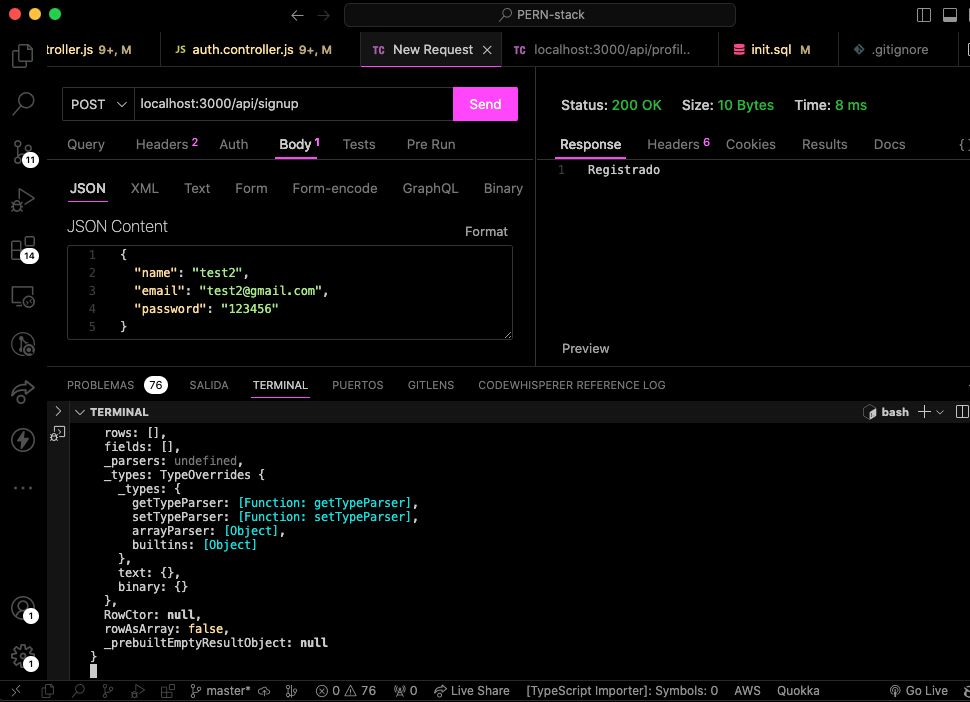 PERN-stack
troller.js 9+, M
JS auth.controller.js 9+, M
TC New Request
TC localhost:3000/api/profil..
init.sql M
.gitignore
POST
localhost:3000/api/signup
Send
Status: 200 OK Size: 10 Bytes Time: 8 ms
Query Headers 2 Auth Body 1 Tests Pre Run
Response Headers 6 Cookies Results Docs {
1 Registrado
JSON XML Text Form Form-encode GraphQL Binary
JSON Content
Format
1 {
2 "name": "test2",
3 "email": "test2@gmail.com",
4 "password": "123456"
5 }
Preview
11
14
1
1
PROBLEMAS 76 SALIDA TERMINAL PUERTOS GITLENS CODEWHISPERER REFERENCE LOG
TERMINAL
bash
rows: [],
fields: [],
_parsers: undefined,
_types: TypeOverrides {
_types: {
getTypeParser: [Function: getTypeParser],
setTypeParser: [Function: setTypeParser],
arrayParser: [Object],
builtins: [Object]
},
text: {},
binary: {}
},
RowCtor: null,
rowAsArray: false,
_prebuiltEmptyResultObject: null
}
master* 0 76 0 Live Share [TypeScript Importer]: Symbols: 0 AWS Quokka Go Live